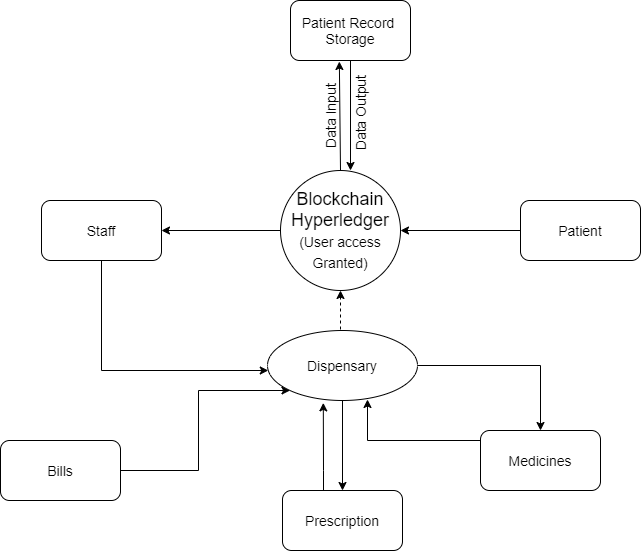 Patient Record
Storage
Data Input
Data Output
Blockchain
Hyperledger
(User access
Granted)
Staff
Patient
Dispensary
Bills
Medicines
Prescription